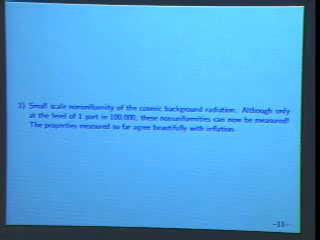 3) Small scale nonuniformity of the cosmic background radiation. Although only
at the level of 1 part in 100,000, these nonuniformities can now be measured!
The properties measured so far agree beautifully with inflation.
–11–